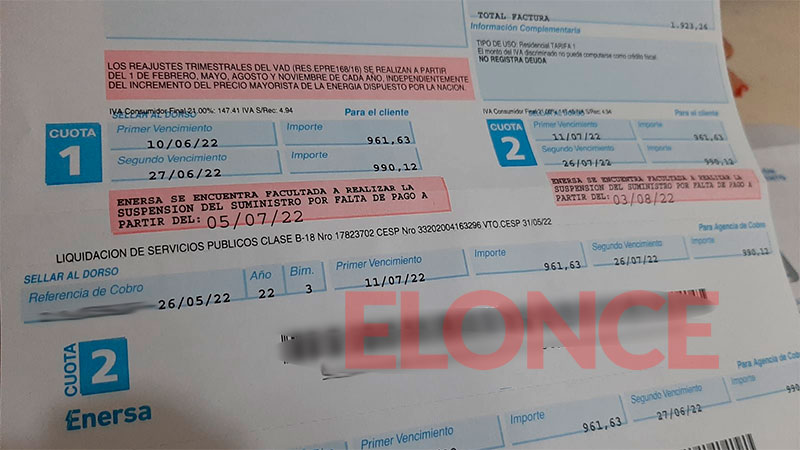 TOTAL FACTURA 1.923,26
Información Complementaria
TIPO DE USO: Residencial TARIFA 1
El monto del IVA discriminado no puede computarse como crédito fiscal.
NO REGISTRA DEUDA
LOS REAJUSTES TRIMESTRALES DEL VAD (RES EPRE168/16) SE REALIZAN A PARTIR
DEL 1 DE FEBRERO, MAYO, AGOSTO Y NOVIEMBRE DE CADA AÑO, INDEPENDIENTEMENTE
DEL INCREMENTO DEL PRECIO MAYORISTA DE LA ENERGIA DISPUESTO POR LA NACION.
IVA Consumidos Final 21.00%: 147.41 IVA S/Rec: 4.94
SELLAR AL DORSO Para el cliente
CUOTA 1
Primer Vencimiento Importe
10/06/22 961,63
Segundo Vencimiento Importe
27/06/22 990,12
ENERSA SE ENCUENTRA FACULTADA A REALIZAR LA
SUSPENSION DEL SUMINISTRO POR FALTA DE PAGO A
PARTIR DEL: 05/07/22
SELLAR AL DORSO Para el cliente
CUOTA 2
Primer Vencimiento Importe
11/07/22 961,63
Segundo Vencimiento Importe
26/07/22 990,12
ENERSA SE ENCUENTRA FACULTADA A REALIZAR LA
SUSPENSION DEL SUMINISTRO POR FALTA DE PAGO A
PARTIR DEL: 03/08/22
LIQUIDACION DE SERVICIOS PUBLICOS CLASE B-18 Nro 17823702 CESP Nro 33202004163296 VTO.CESP 31/05/22
SELLAR AL DORSO Para Agencia de Cobro
Referencia de Cobro Año Bim. Primer Vencimiento Importe Segundo Vencimiento Importe
26/05/22 22 3 11/07/22 961,63 26/07/22 990,12
ELONCE
CUOTA 2
Enersa
Para Agencia de Cobro
Primer Vencimiento Importe Segundo Vencimiento Importe
961,63 27/06/22 990